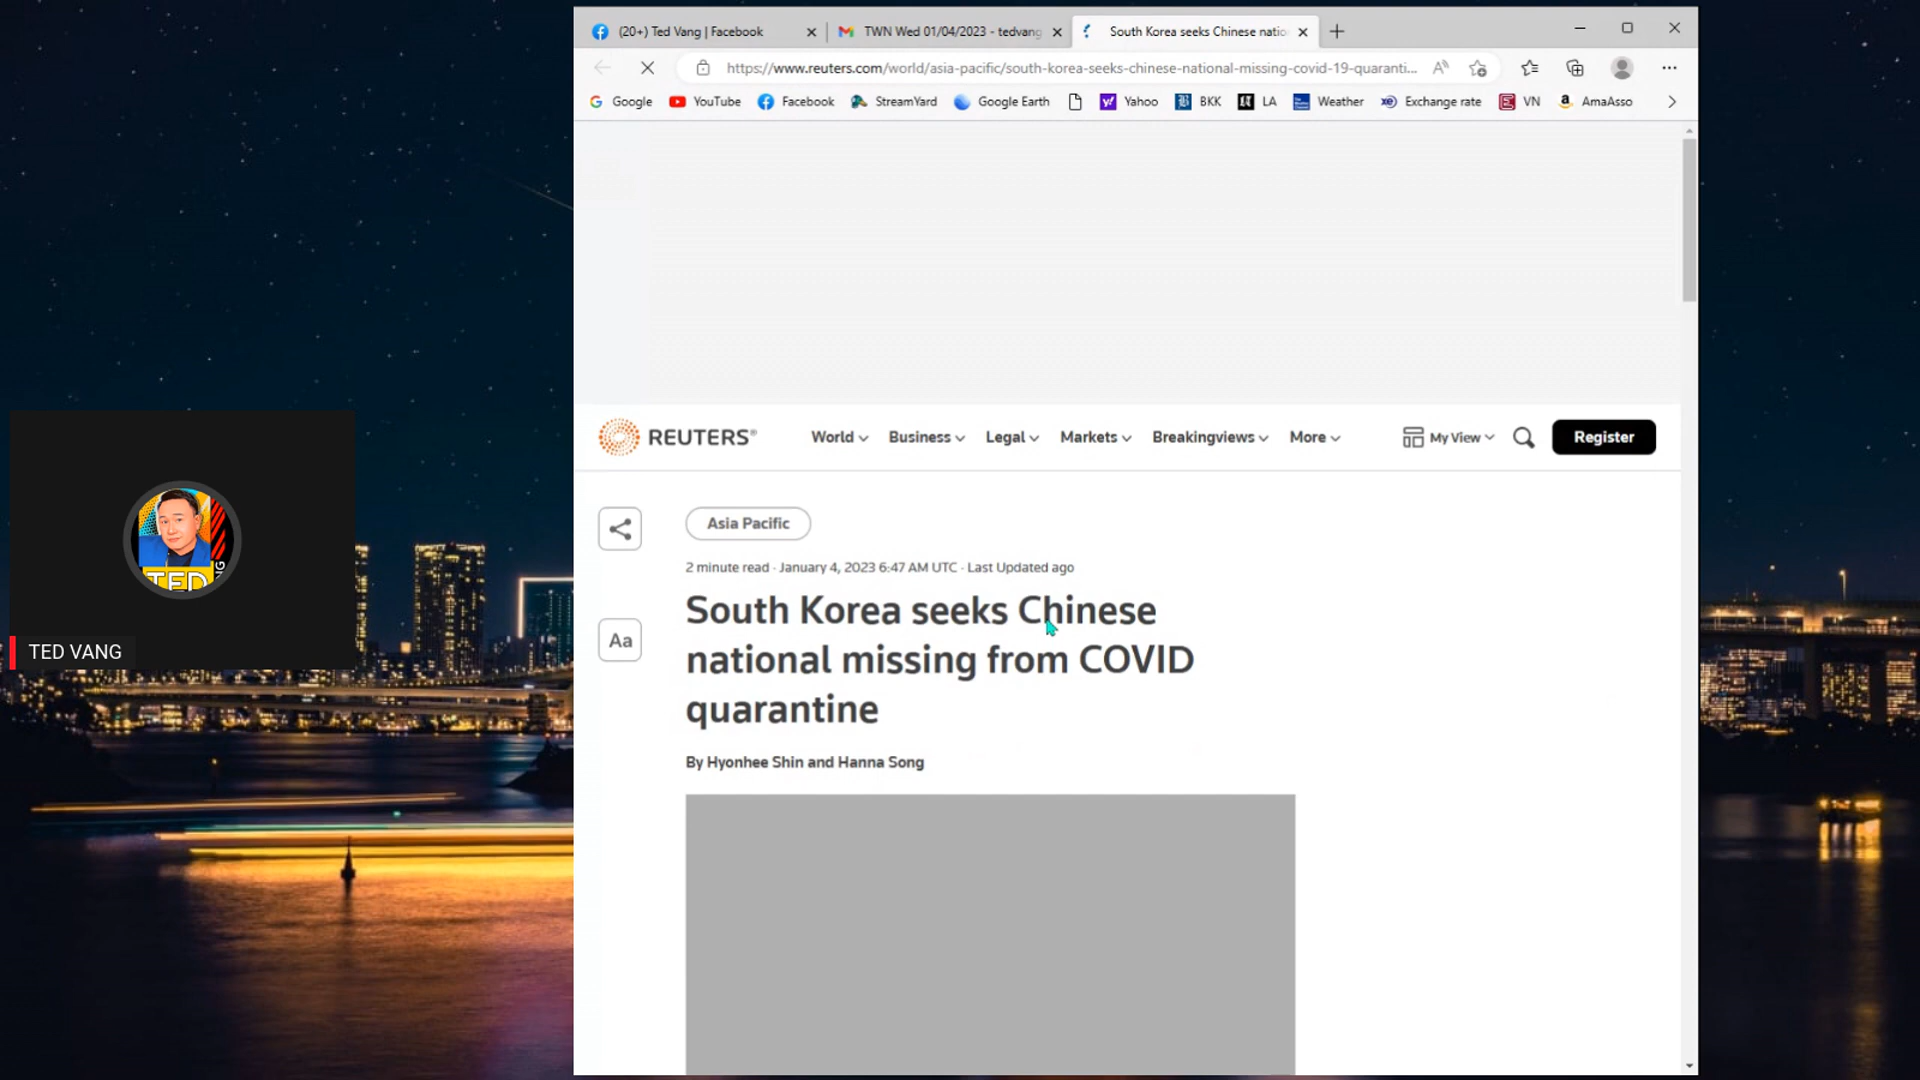 (20+) Ted Vang | Facebook
TWN Wed 01/04/2023 - tedvang
South Korea seeks Chinese natio
https://www.reuters.com/world/asia-pacific/south-korea-seeks-chinese-national-missing-covid-19-quaranti...
Google
YouTube
Facebook
StreamYard
Google Earth
Yahoo
BKK
LA
Weather
Exchange rate
VN
AmaAsso
REUTERS®
World
Business
Legal
Markets
Breakingviews
More
My View
Register
Asia Pacific
2 minute read · January 4, 2023 6:47 AM UTC · Last Updated ago
South Korea seeks Chinese
national missing from COVID
quarantine
Aa
By Hyonhee Shin and Hanna Song
TED
TED VANG